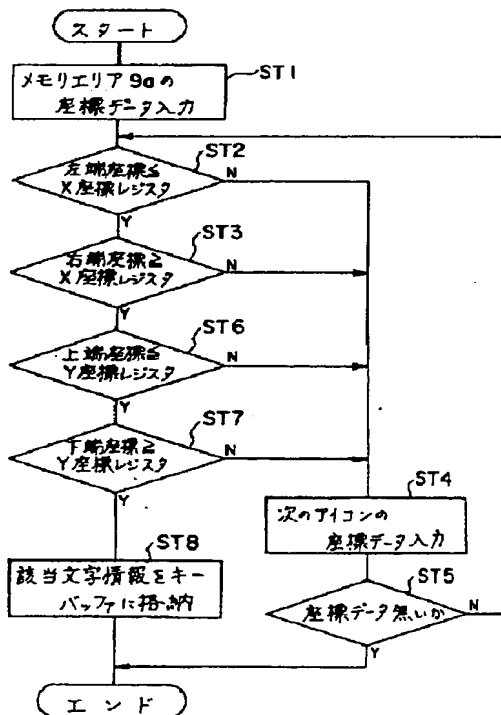 スタート
ST1
メモリエリア9aの
座標データ入力
ST2
左端座標≦
X座標レジスタ
N
Y
ST3
右端座標≧
X座標レジスタ
N
Y
ST6
上端座標≦
Y座標レジスタ
N
Y
ST7
下端座標≧
Y座標レジスタ
N
Y
ST4
次のアイコンの
座標データ入力
ST8
該当文字情報をキー
バッファに格納
ST5
座標データ無いか
N
Y
エンド